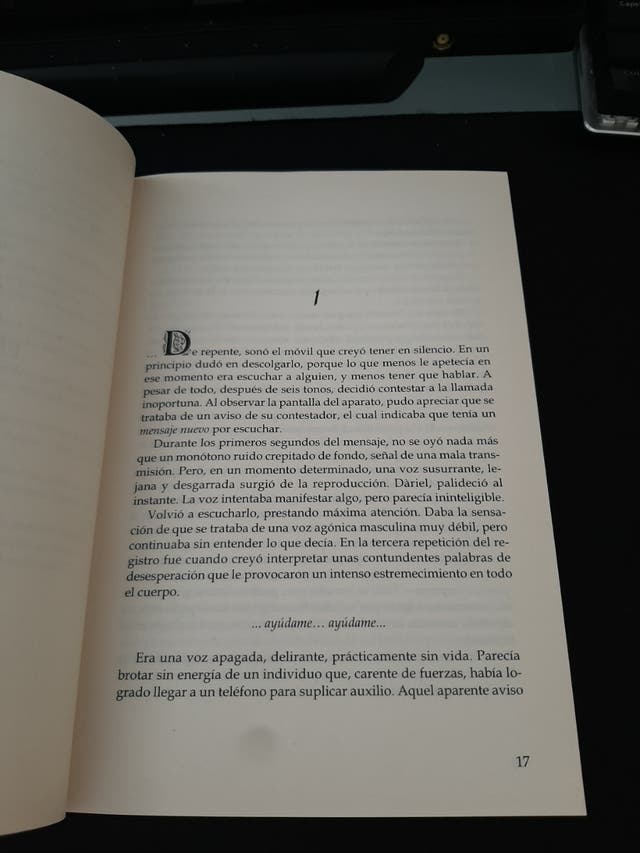 1
... De repente, sonó el móvil que creyó tener en silencio. En un
principio dudó en descolgarlo, porque lo que menos le apetecía en
ese momento era escuchar a alguien, y menos tener que hablar. A
pesar de todo, después de seis tonos, decidió contestar a la llamada
inoportuna. Al observar la pantalla del aparato, pudo apreciar que se
trataba de un aviso de su contestador, el cual indicaba que tenía un
mensaje nuevo por escuchar.
Durante los primeros segundos del mensaje, no se oyó nada más
que un monótono ruido crepitado de fondo, señal de una mala trans-
misión. Pero, en un momento determinado, una voz susurrante, le-
jana y desgarrada surgió de la reproducción. Dàriel, palideció al
instante. La voz intentaba manifestar algo, pero parecía ininteligible.
Volvió a escucharlo, prestando máxima atención. Daba la sensa-
ción de que se trataba de una voz agónica masculina muy débil, pero
continuaba sin entender lo que decía. En la tercera repetición del re-
gistro fue cuando creyó interpretar unas contundentes palabras de
desesperación que le provocaron un intenso estremecimiento en todo
el cuerpo.
... ayúdame... ayúdame...
Era una voz apagada, delirante, prácticamente sin vida. Parecía
brotar sin energía de un individuo que, carente de fuerzas, había lo-
grado llegar a un teléfono para suplicar auxilio. Aquel aparente aviso
17